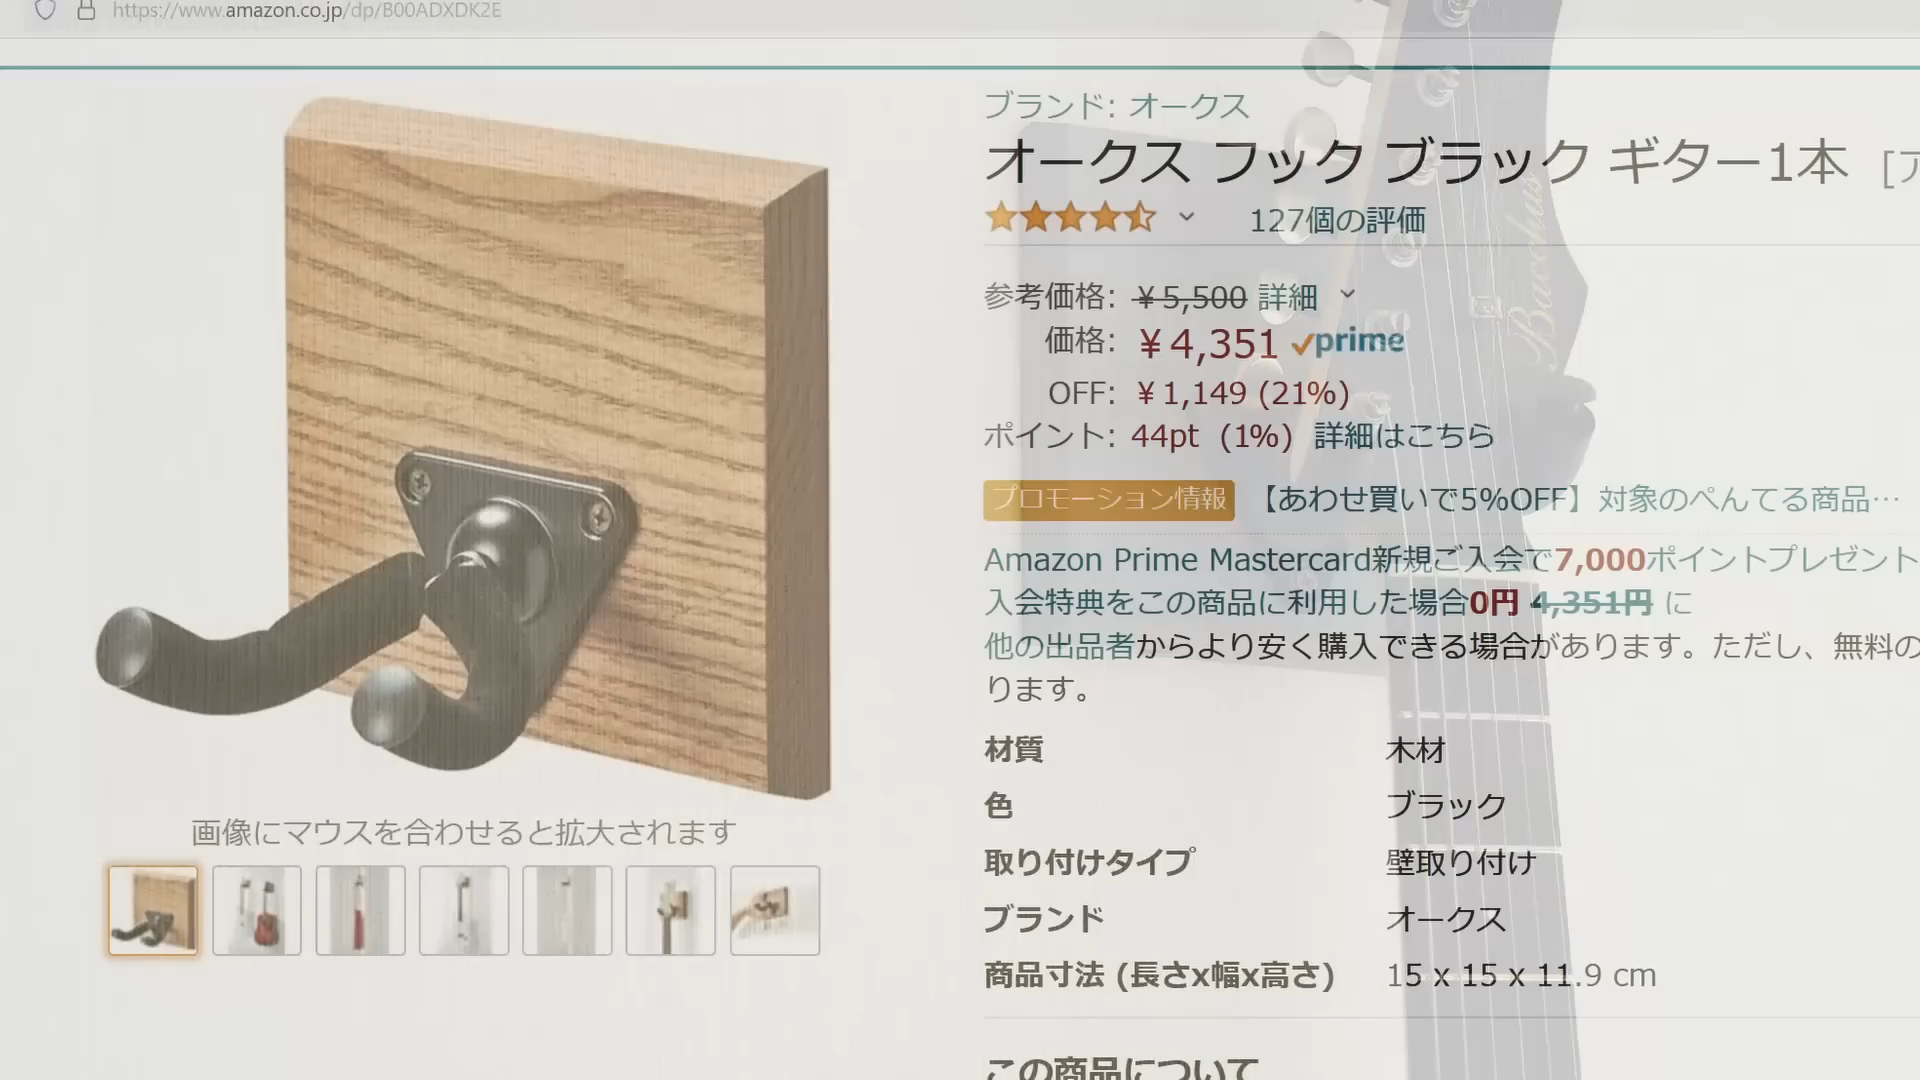 https://www.amazon.co.jp/dp/B00ADXDK2E
ブランド: オークス
オークス フック ブラック ギター1本 [ア
127個の評価
参考価格: ￥5,500 詳細
価格: ￥4,351 prime
OFF: ￥1,149 (21%)
ポイント: 44pt (1%) 詳細はこちら
プロモーション情報 【あわせ買いで5%OFF】対象のぺんてる商品…
Amazon Prime Mastercard新規ご入会で7,000ポイントプレゼント
入会特典をこの商品に利用した場合0円 4,351円 に
他の出品者からより安く購入できる場合があります。ただし、無料の
ります。
材質 木材
色 ブラック
取り付けタイプ 壁取り付け
ブランド オークス
商品寸法 (長さx幅x高さ) 15 x 15 x 11.9 cm
この商品について
画像にマウスを合わせると拡大されます
Bacchus